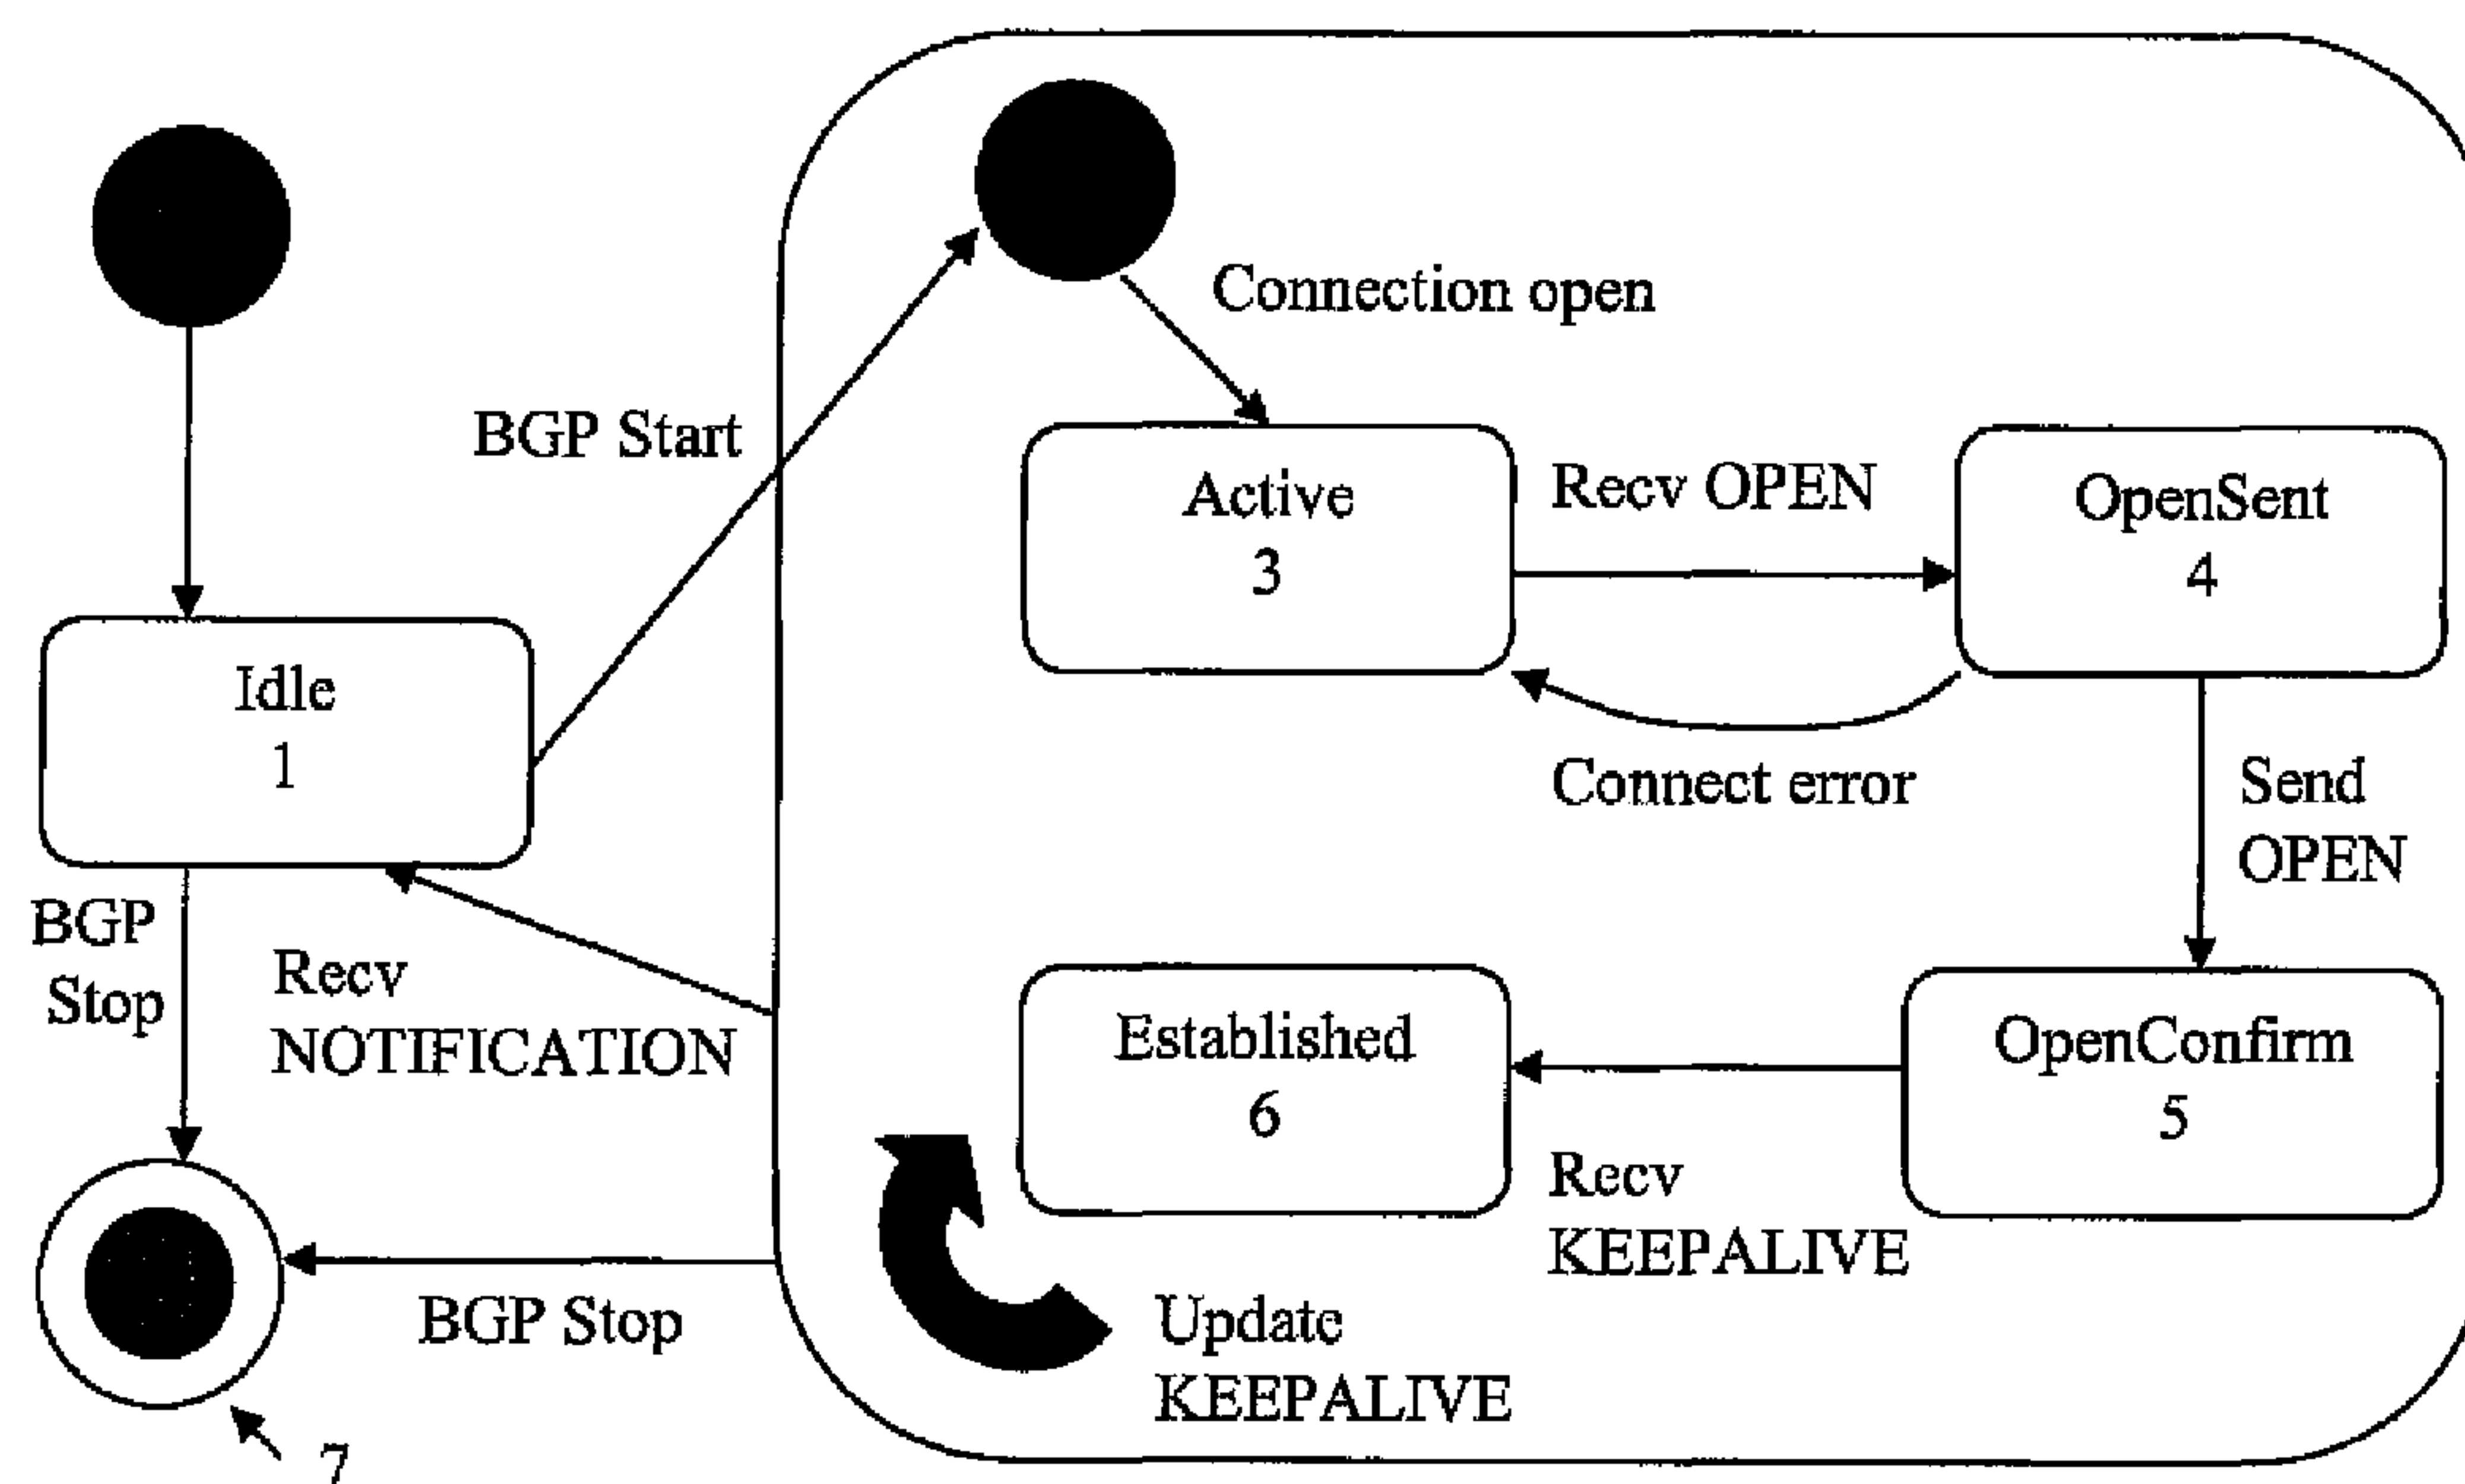 Connection open
BGP Start
Active
3
Recv OPEN
OpenSent
4
Idle
1
Connect error
Send
OPEN
BGP
Stop
Recv
NOTIFICATION
Established
6
OpenConfirm
5
Recv
KEEPALIVE
BGP Stop
Update
KEEPALIVE
7